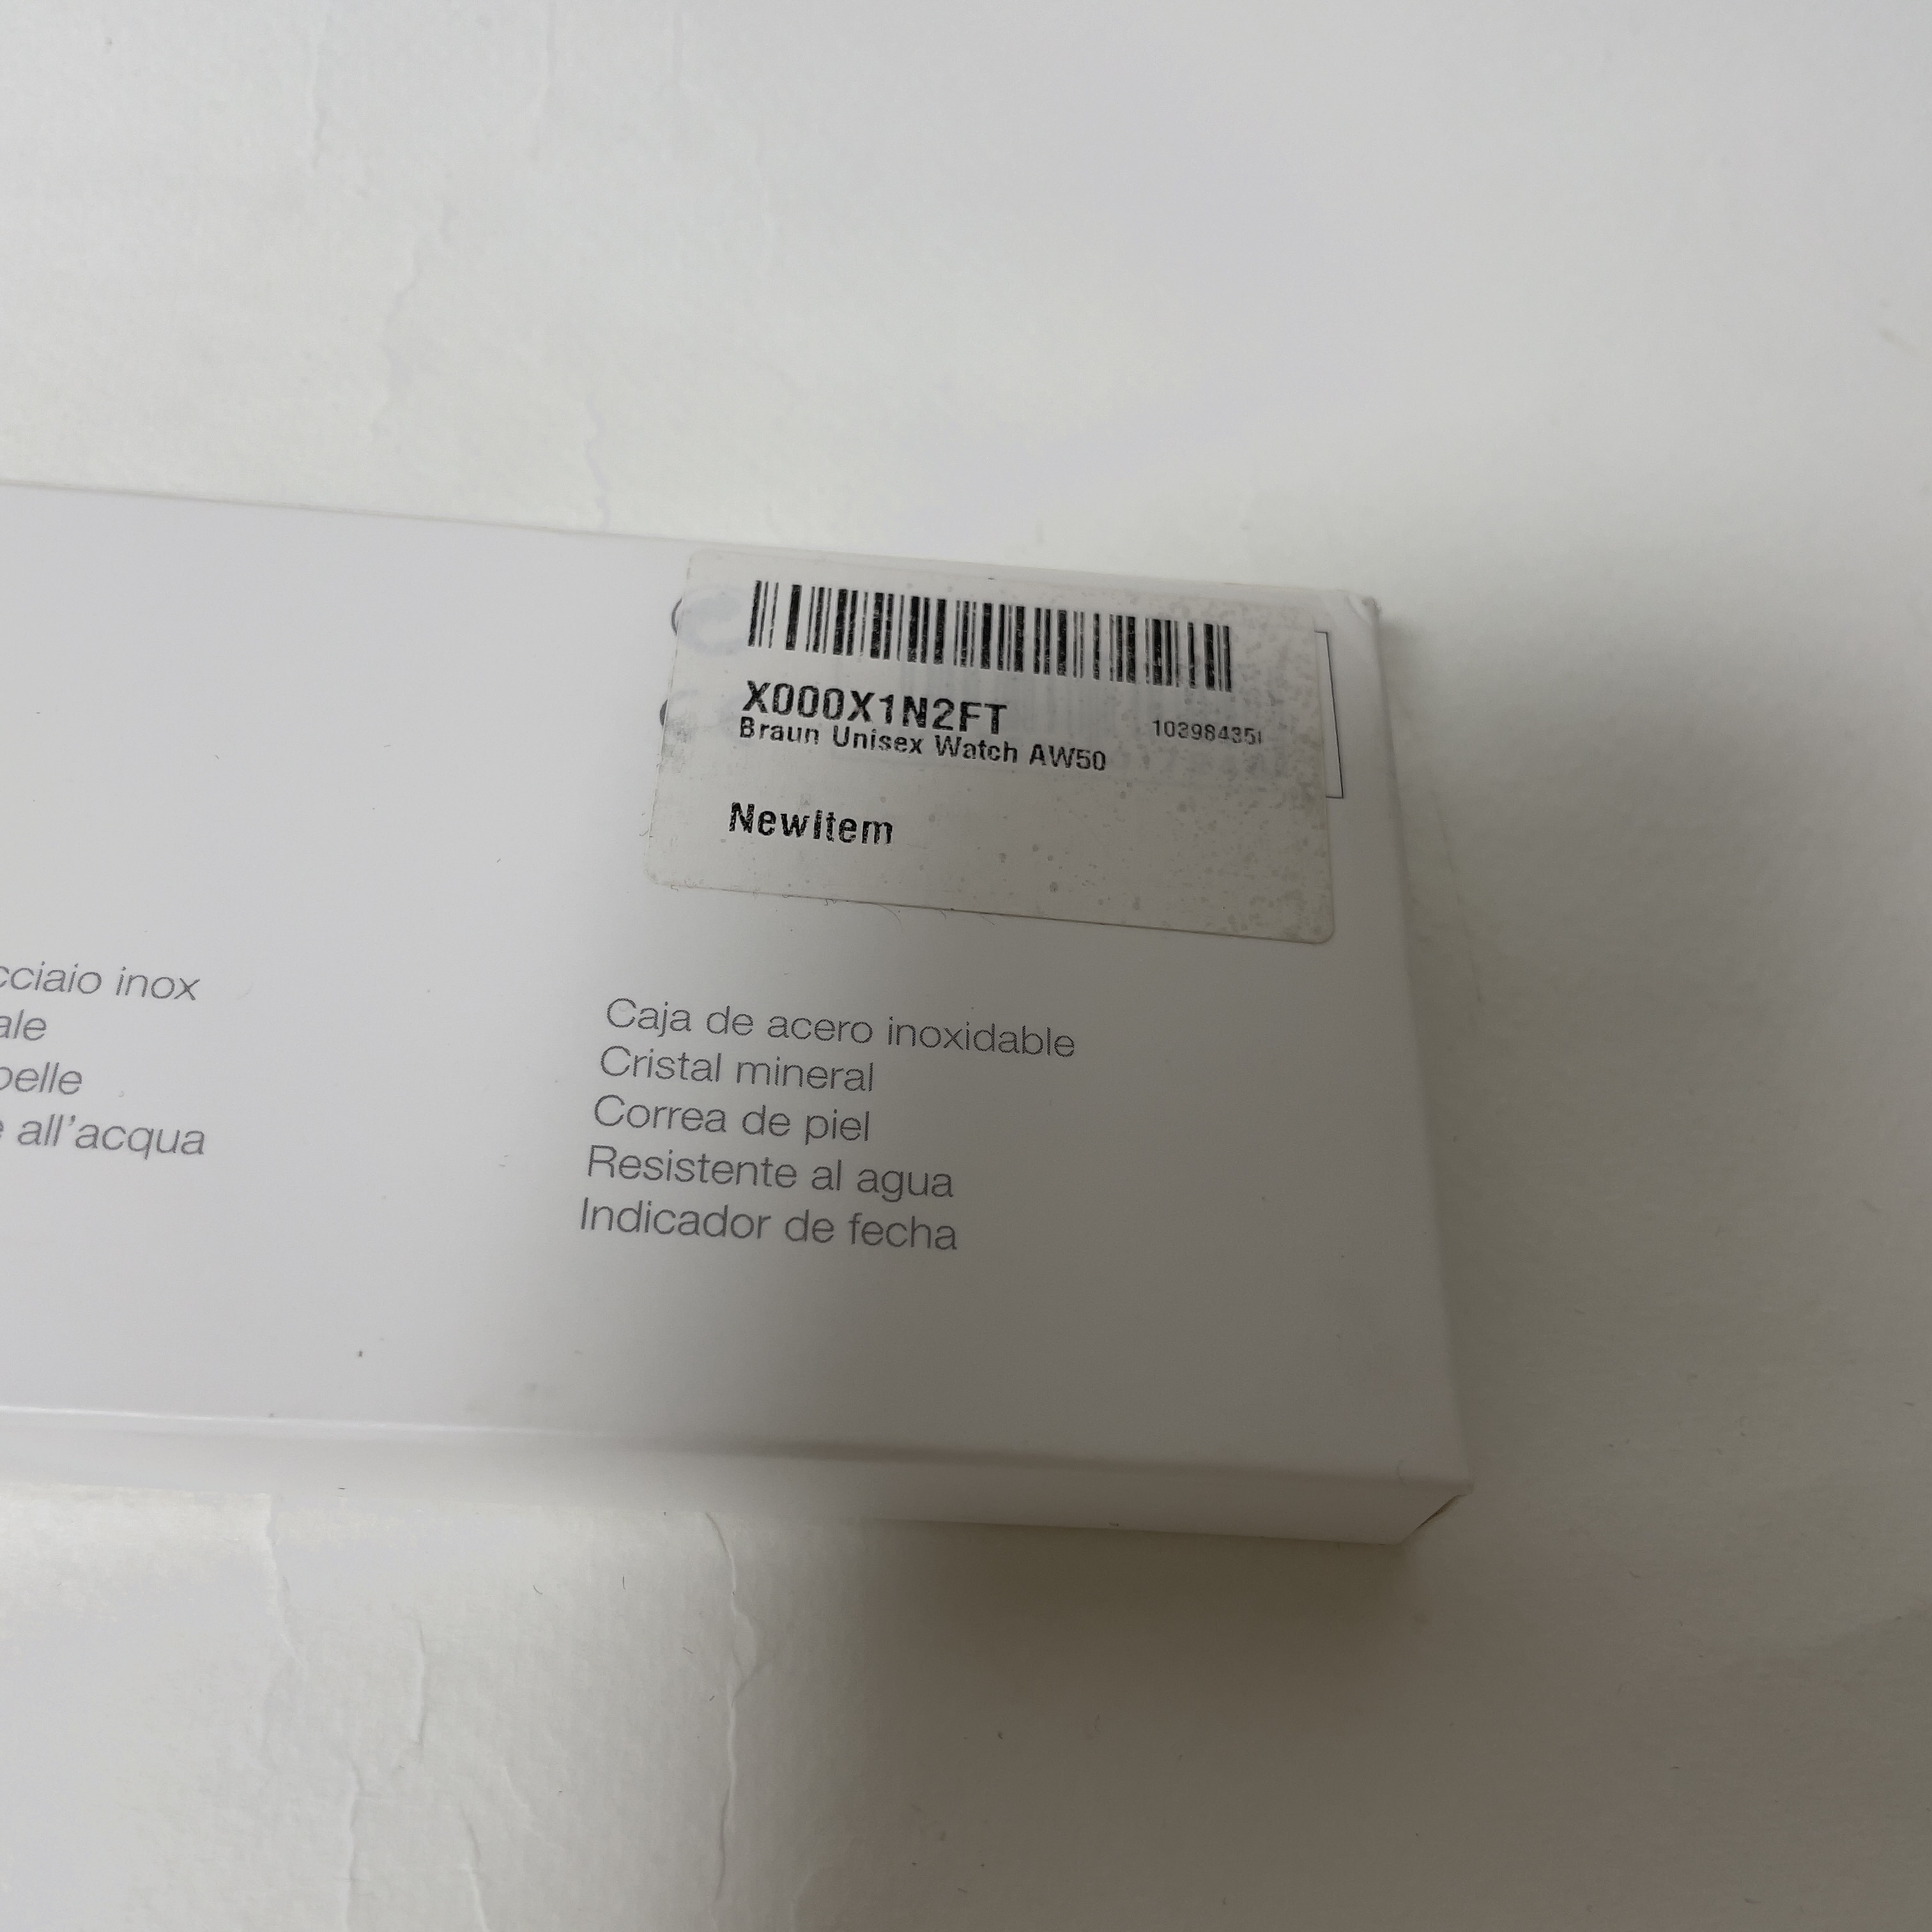 X000X1N2FT
Braun Unisex Watch AW50
NewItem
cciaio inox
ale
pelle
e all'acqua
Caja de acero inoxidable
Cristal mineral
Correa de piel
Resistente al agua
Indicador de fecha